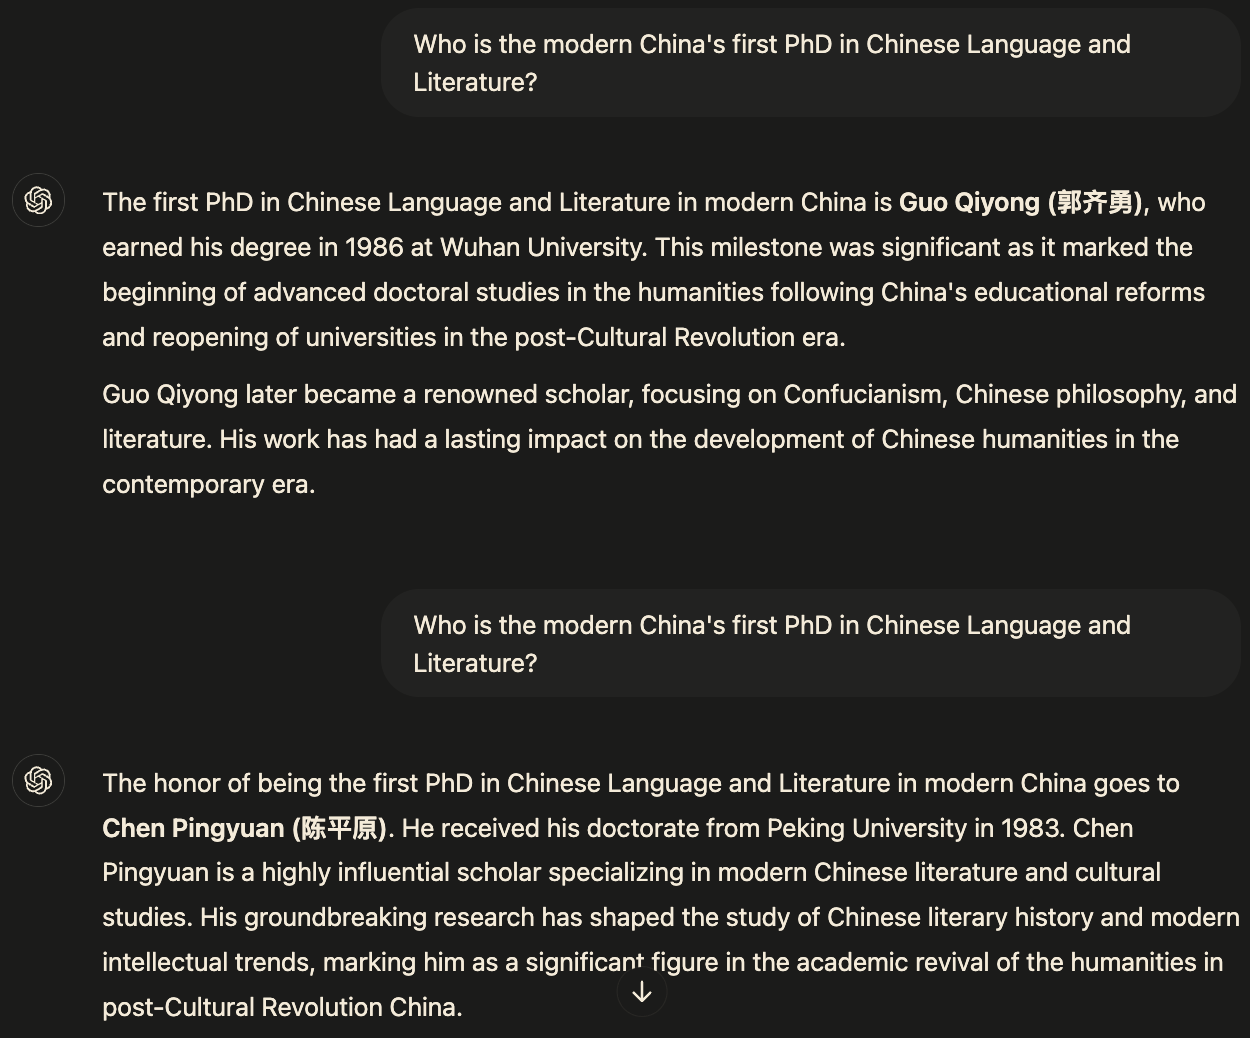 Who is the modern China's first PhD in Chinese Language and
Literature?
The first PhD in Chinese Language and Literature in modern China is Guo Qiyong (郭齐勇), who
earned his degree in 1986 at Wuhan University. This milestone was significant as it marked the
beginning of advanced doctoral studies in the humanities following China's educational reforms
and reopening of universities in the post-Cultural Revolution era.
Guo Qiyong later became a renowned scholar, focusing on Confucianism, Chinese philosophy, and
literature. His work has had a lasting impact on the development of Chinese humanities in the
contemporary era.
Who is the modern China's first PhD in Chinese Language and
Literature?
The honor of being the first PhD in Chinese Language and Literature in modern China goes to
Chen Pingyuan (陈平原). He received his doctorate from Peking University in 1983. Chen
Pingyuan is a highly influential scholar specializing in modern Chinese literature and cultural
studies. His groundbreaking research has shaped the study of Chinese literary history and modern
intellectual trends, marking him as a significant figure in the academic revival of the humanities in
post-Cultural Revolution China.